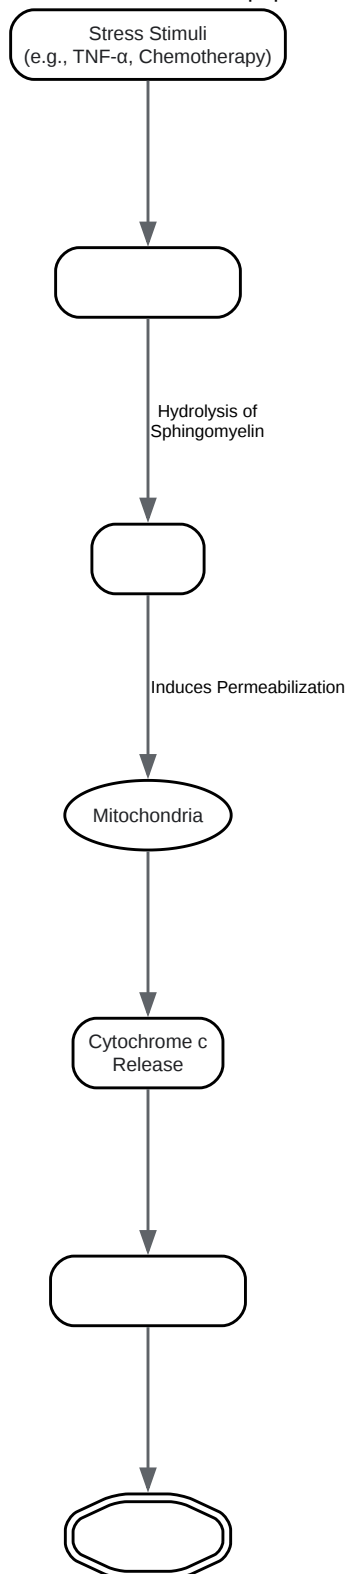 Stress Stimuli
(e.g., TNF-α, Chemotherapy)
Hydrolysis of
Sphingomyelin
Induces Permeabilization
Mitochondria
Cytochrome c
Release